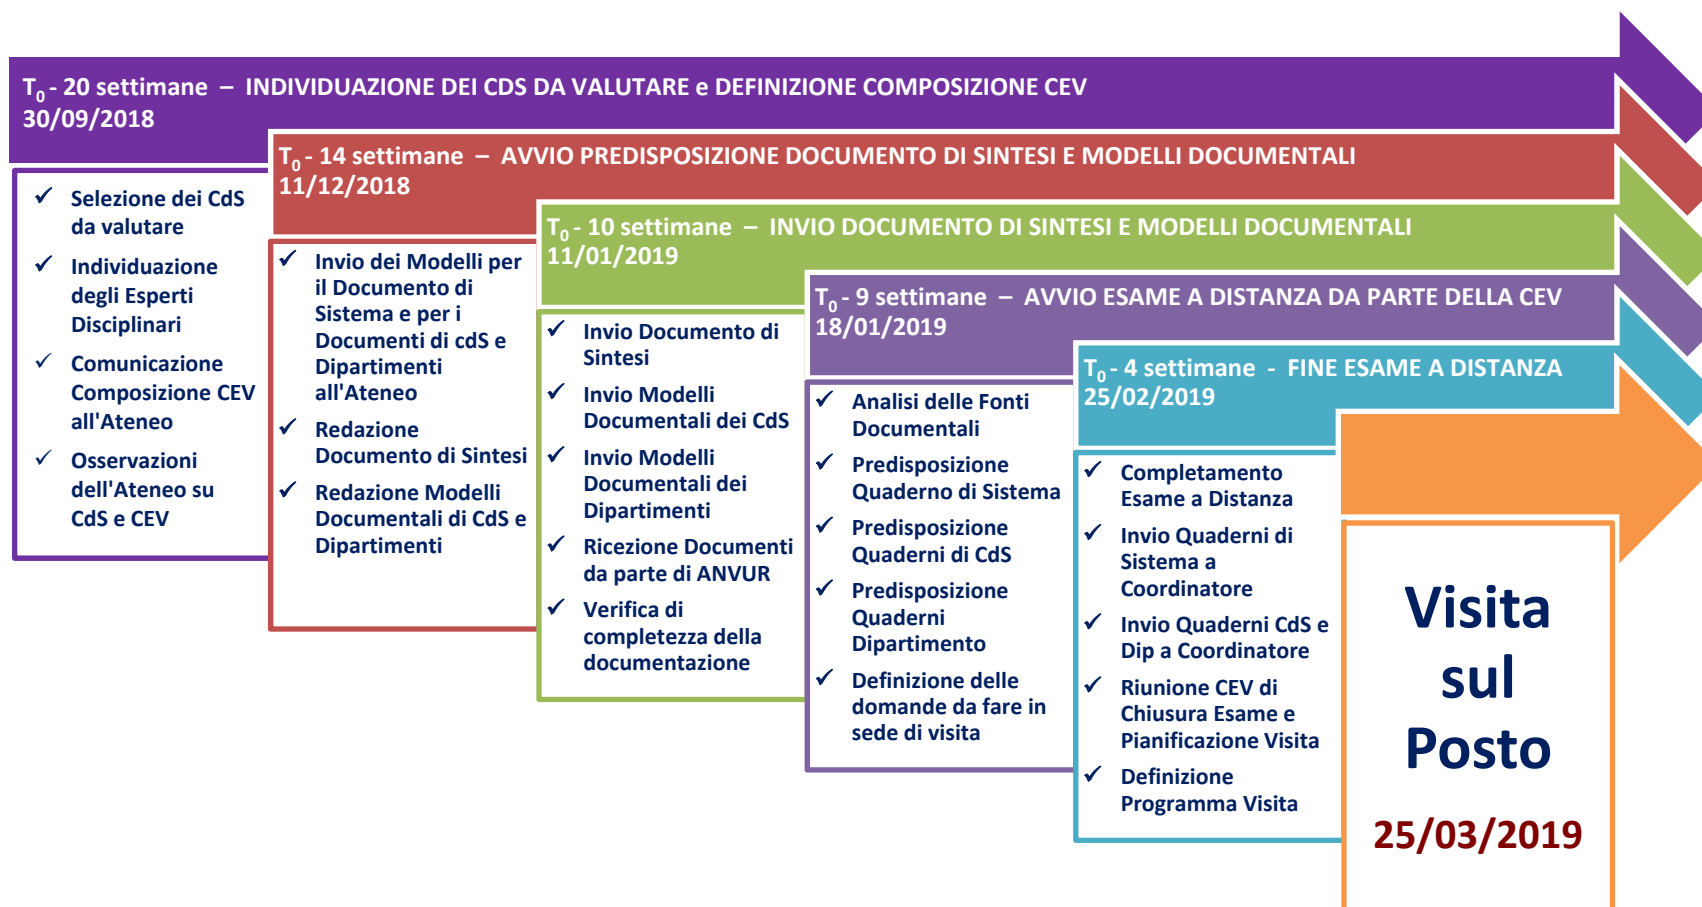 T0 - 20 settimane – INDIVIDUAZIONE DEI CDS DA VALUTARE e DEFINIZIONE COMPOSIZIONE CEV
30/09/2018
✓ Selezione dei CdS
da valutare
✓ Individuazione
degli Esperti
Disciplinari
✓ Comunicazione
Composizione CEV
all'Ateneo
✓ Osservazioni
dell'Ateneo su
CdS e CEV
T0 - 14 settimane – AVVIO PREDISPOSIZIONE DOCUMENTO DI SINTESI E MODELLI DOCUMENTALI
11/12/2018
✓ Invio dei Modelli per
il Documento di
Sistema e per i
Documenti di cdS e
Dipartimenti
all'Ateneo
✓ Redazione
Documento di Sintesi
✓ Redazione Modelli
Documentali di CdS e
Dipartimenti
T0 - 10 settimane – INVIO DOCUMENTO DI SINTESI E MODELLI DOCUMENTALI
11/01/2019
✓ Invio Documento di
Sintesi
✓ Invio Modelli
Documentali dei CdS
✓ Invio Modelli
Documentali dei
Dipartimenti
✓ Ricezione Documenti
da parte di ANVUR
✓ Verifica di
completezza della
documentazione
T0 - 9 settimane – AVVIO ESAME A DISTANZA DA PARTE DELLA CEV
18/01/2019
✓ Analisi delle Fonti
Documentali
✓ Predisposizione
Quaderno di Sistema
✓ Predisposizione
Quaderni di CdS
✓ Predisposizione
Quaderni
Dipartimento
✓ Definizione delle
domande da fare in
sede di visita
T0 - 4 settimane - FINE ESAME A DISTANZA
25/02/2019
✓ Completamento
Esame a Distanza
✓ Invio Quaderni di
Sistema a
Coordinatore
✓ Invio Quaderni CdS e
Dip a Coordinatore
✓ Riunione CEV di
Chiusura Esame e
Pianificazione Visita
✓ Definizione
Programma Visita
Visita
sul
Posto
25/03/2019